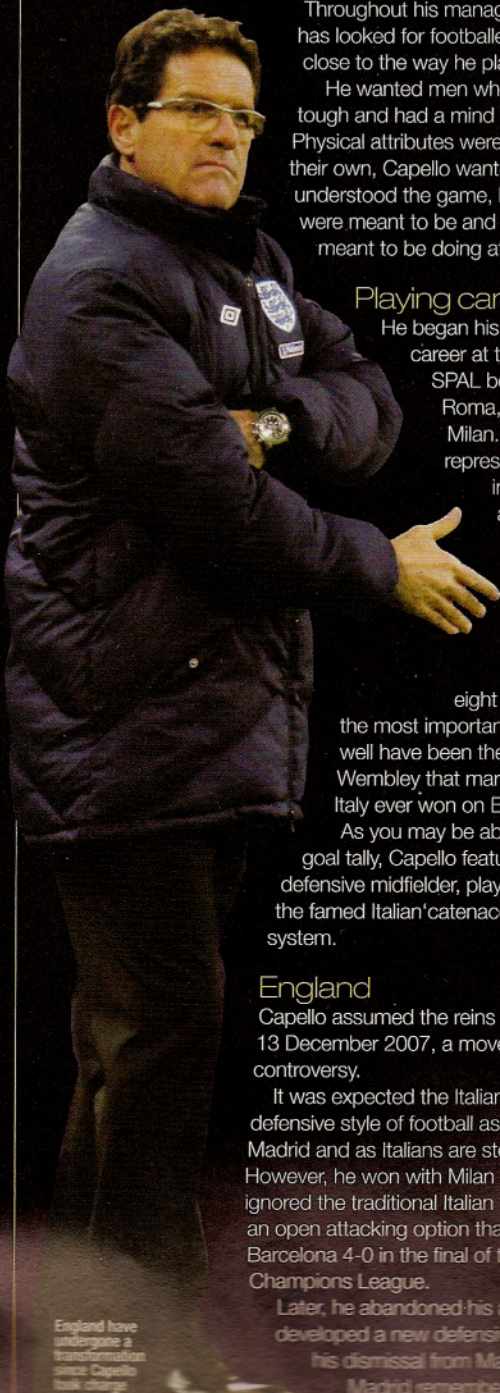 Throughout his manag
has looked for footballe
close to the way he pla
He wanted men wh
tough and had a mind
Physical attributes were
their own, Capello want
understood the game,
were meant to be and
meant to be doing at
Playing car
He began his
career at t
SPAL be
Roma,
Milan.
repres
in
a
eight
the most importan
well have been the
Wembley that mar
Italy ever won on E
As you may be ab
goal tally, Capello featu
defensive midfielder, play
the famed Italian 'catenac
system.
England
Capello assumed the reins
13 December 2007, a move
controversy.
It was expected the Italian
defensive style of football as
Madrid and as Italians are ste
However, he won with Milan
ignored the traditional Italian
an open attacking option tha
Barcelona 4-0 in the final of t
Champions League.
Later, he abandoned his a
developed a new defensi
his dismissal from Ma
Madrid remembe
England have
undergone a
transformation
since Capello
took charge